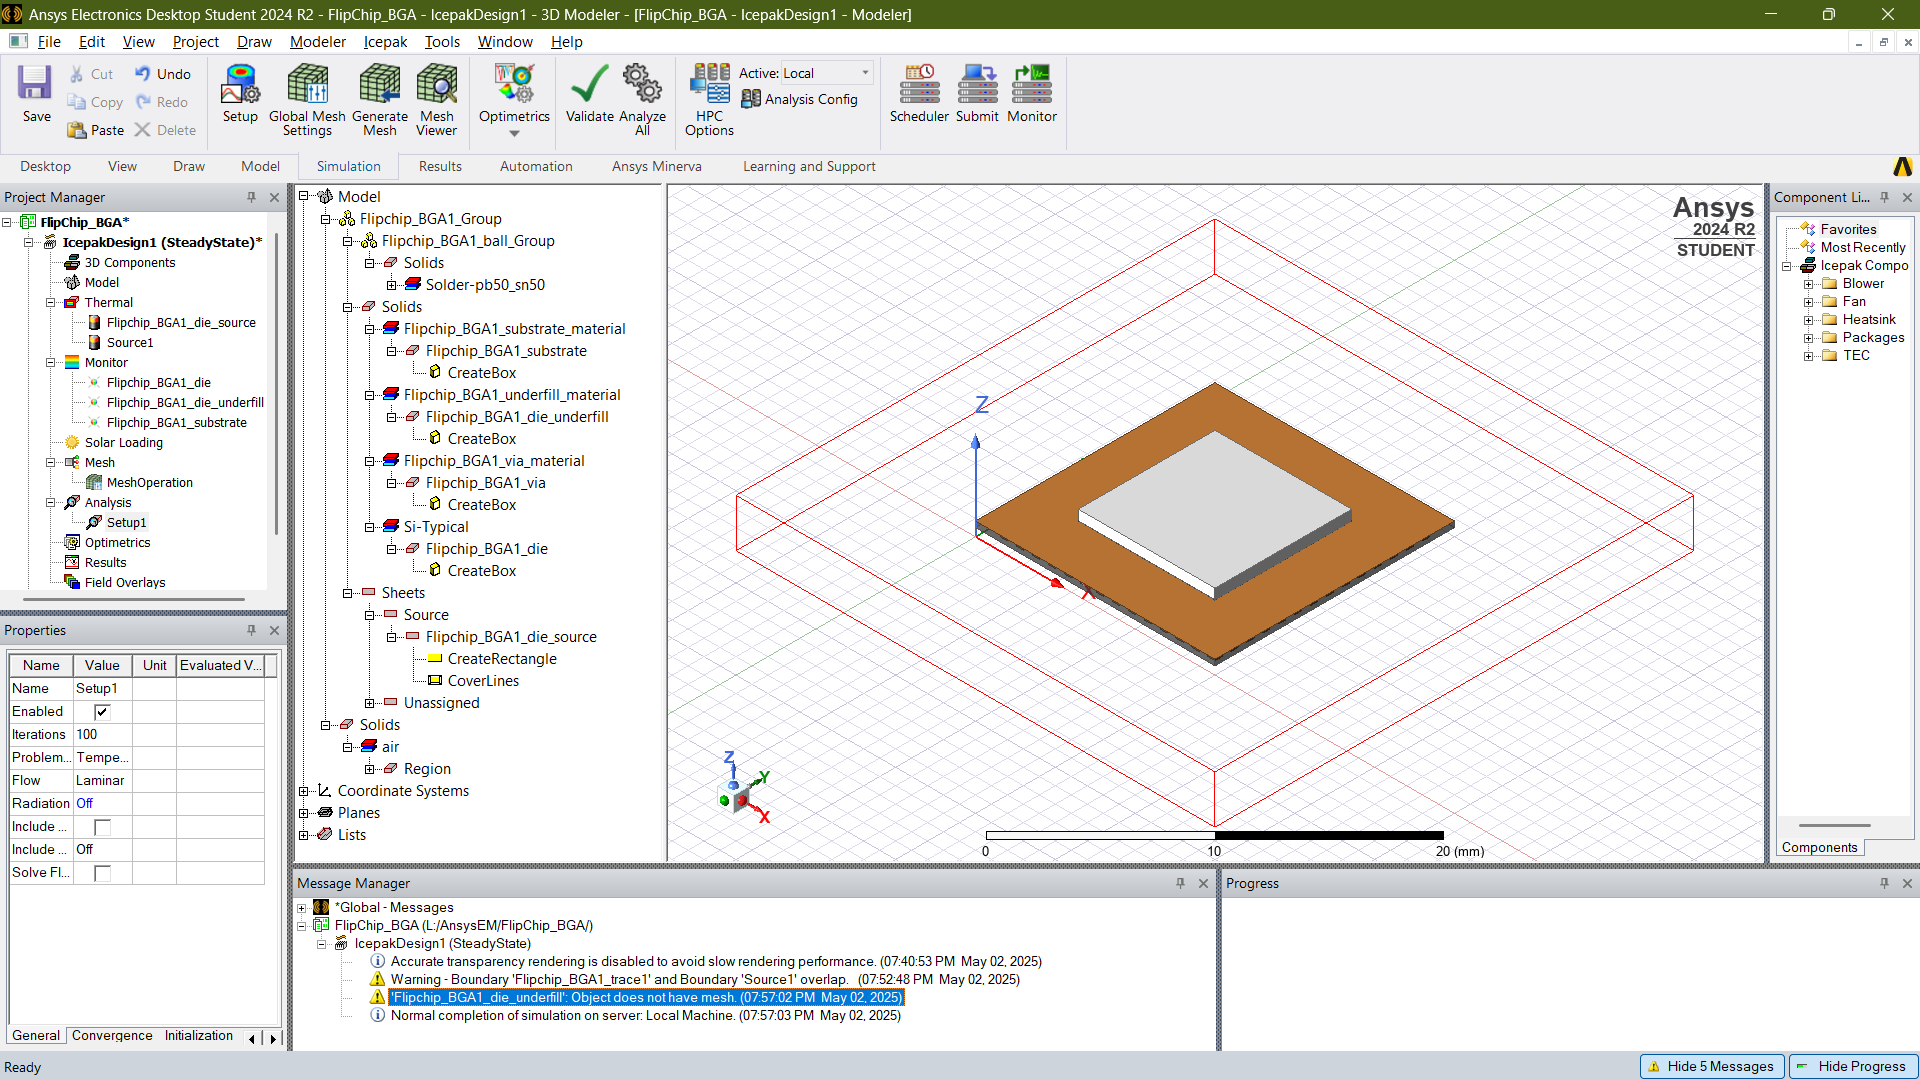 Ansys Electronics Desktop Student 2024 R2 - FlipChip_BGA - IcepakDesign1 - 3D Modeler - [FlipChip_BGA - IcepakDesign1 - Modeler]
File Edit View Project Draw Modeler Icepak Tools Window Help
Save
Cut
Copy
Paste
Undo
Redo
Delete
Setup
Global Mesh Settings
Generate Mesh
Mesh Viewer
Optimetrics
Validate
Analyze All
HPC Options
Active: Local
Analysis Config
Scheduler
Submit
Monitor
Desktop View Draw Model Simulation Results Automation Ansys Minerva Learning and Support
Project Manager
FlipChip_BGA*
IcepakDesign1 (SteadyState)*
3D Components
Model
Thermal
Flipchip_BGA1_die_source
Source1
Monitor
Flipchip_BGA1_die
Flipchip_BGA1_die_underfill
Flipchip_BGA1_substrate
Solar Loading
Mesh
MeshOperation
Analysis
Setup1
Optimetrics
Results
Field Overlays
Properties
Name Value Unit Evaluated V...
Name Setup1
Enabled
Iterations 100
Problem... Tempe...
Flow Laminar
Radiation Off
Include ...
Include ... Off
Solve Fl...
General Convergence Initialization
Model
Flipchip_BGA1_Group
Flipchip_BGA1_ball_Group
Solids
Solder-pb50_sn50
Solids
Flipchip_BGA1_substrate_material
Flipchip_BGA1_substrate
CreateBox
Flipchip_BGA1_underfill_material
Flipchip_BGA1_die_underfill
CreateBox
Flipchip_BGA1_via_material
Flipchip_BGA1_via
CreateBox
Si-Typical
Flipchip_BGA1_die
CreateBox
Sheets
Source
Flipchip_BGA1_die_source
CreateRectangle
CoverLines
Unassigned
Solids
air
Region
Coordinate Systems
Planes
Lists
Ansys
2024 R2
STUDENT
Z
X
Z
Y
X
0 10 20 (mm)
Component Li...
Favorites
Most Recently
Icepak Compo
Blower
Fan
Heatsink
Packages
TEC
Components
Message Manager
*Global - Messages
FlipChip_BGA (L:/AnsysEM/FlipChip_BGA/)
IcepakDesign1 (SteadyState)
Accurate transparency rendering is disabled to avoid slow rendering performance. (07:40:53 PM May 02, 2025)
Warning - Boundary 'Flipchip_BGA1_trace1' and Boundary 'Source1' overlap. (07:52:48 PM May 02, 2025)
'Flipchip_BGA1_die_underfill': Object does not have mesh. (07:57:02 PM May 02, 2025)
Normal completion of simulation on server: Local Machine. (07:57:03 PM May 02, 2025)
Progress
Ready
Hide 5 Messages
Hide Progress